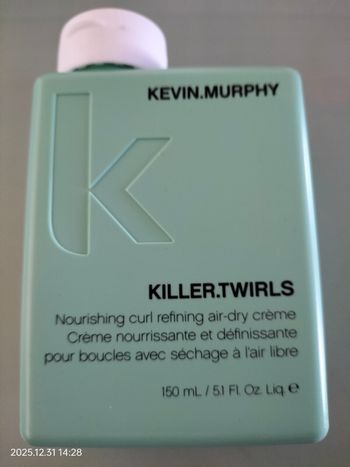 KEVIN.MURPHY
K
KILLER.TWIRLS
Nourishing curl refining air-dry crème
Crème nourrissante et définissante
pour boucles avec séchage à l'air libre
150 mL / 5.1 Fl. Oz. Liq. e
2025.12.31 14:28